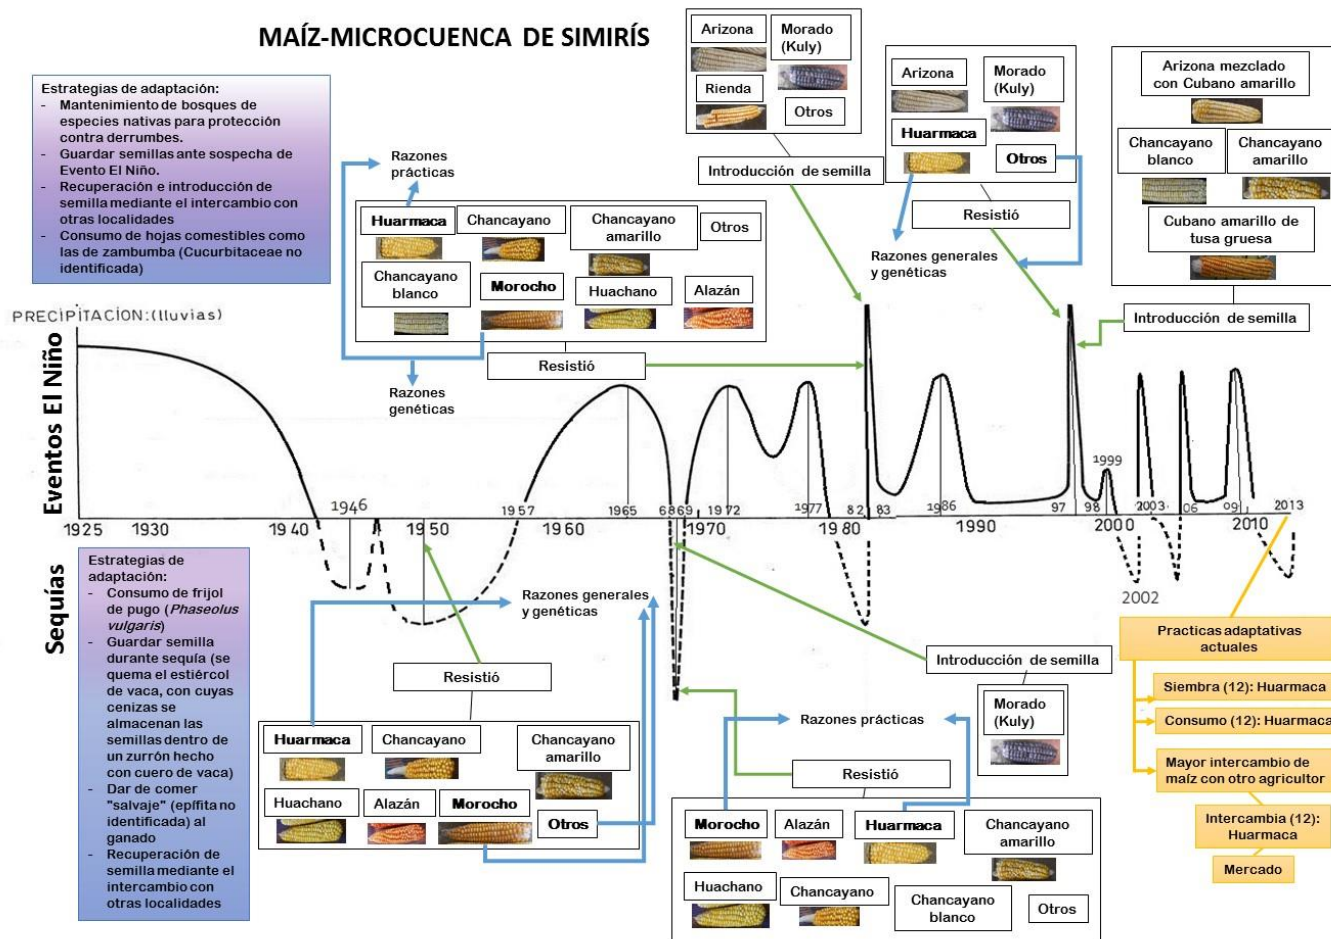 MAÍZ-MICROCUENCA DE SIMIRÍS
Estrategias de adaptación:
- Mantenimiento de bosques de
especies nativas para protección
contra derrumbes.
- Guardar semillas ante sospecha de
Evento El Niño.
- Recuperación e introducción de
semilla mediante el intercambio con
otras localidades
- Consumo de hojas comestibles como
las de zambumba (Cucurbitaceae no
identificada)
Razones
prácticas
Huarmaca
Chancayano
Chancayano
amarillo
Otros
Chancayano
blanco
Morocho
Huachano
Alazán
Resistió
Razones
genéticas
Arizona
Morado
(Kuly)
Rienda
Otros
Introducción de semilla
Arizona
Morado
(Kuly)
Huarmaca
Otros
Resistió
Razones generales
y genéticas
Arizona mezclado
con Cubano amarillo
Chancayano
blanco
Chancayano
amarillo
Cubano amarillo de
tusa gruesa
Introducción de semilla
PRECIPITACION:(lluvias)
Eventos El Niño
Sequías
1925
1930
1940
1946
1950
1957
1960
1965
68
69
1970
1972
1977
1980
82
83
1986
1990
97
98
1999
2000
2002
2003
06
09
2010
2013
Estrategias de
adaptación:
- Consumo de frijol
de pugo (Phaseolus
vulgaris)
- Guardar semilla
durante sequía (se
quema el estiércol
de vaca, con cuyas
cenizas se
almacenan las
semillas dentro de
un zurrón hecho
con cuero de vaca)
- Dar de comer
"salvaje" (epífita no
identificada) al
ganado
- Recuperación de
semilla mediante el
intercambio con
otras localidades
Razones generales
y genéticas
Resistió
Huarmaca
Chancayano
Chancayano
amarillo
Huachano
Alazán
Morocho
Otros
Introducción de semilla
Morado
(Kuly)
Razones prácticas
Resistió
Morocho
Alazán
Huarmaca
Chancayano
amarillo
Huachano
Chancayano
Chancayano
blanco
Otros
Practicas adaptativas
actuales
Siembra (12): Huarmaca
Consumo (12): Huarmaca
Mayor intercambio de
maíz con otro agricultor
Intercambia (12):
Huarmaca
Mercado